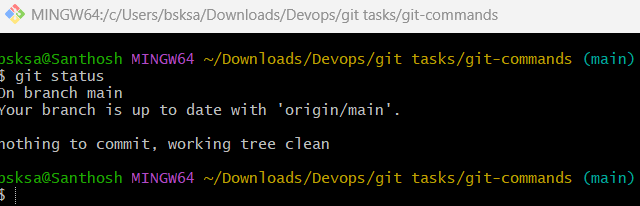 MINGW64:/c/Users/bsksa/Downloads/Devops/git tasks/git-commands
bsksa@Santhosh MINGW64 ~/Downloads/Devops/git tasks/git-commands (main)
$ git status
On branch main
Your branch is up to date with 'origin/main'.
nothing to commit, working tree clean
bsksa@Santhosh MINGW64 ~/Downloads/Devops/git tasks/git-commands (main)
$